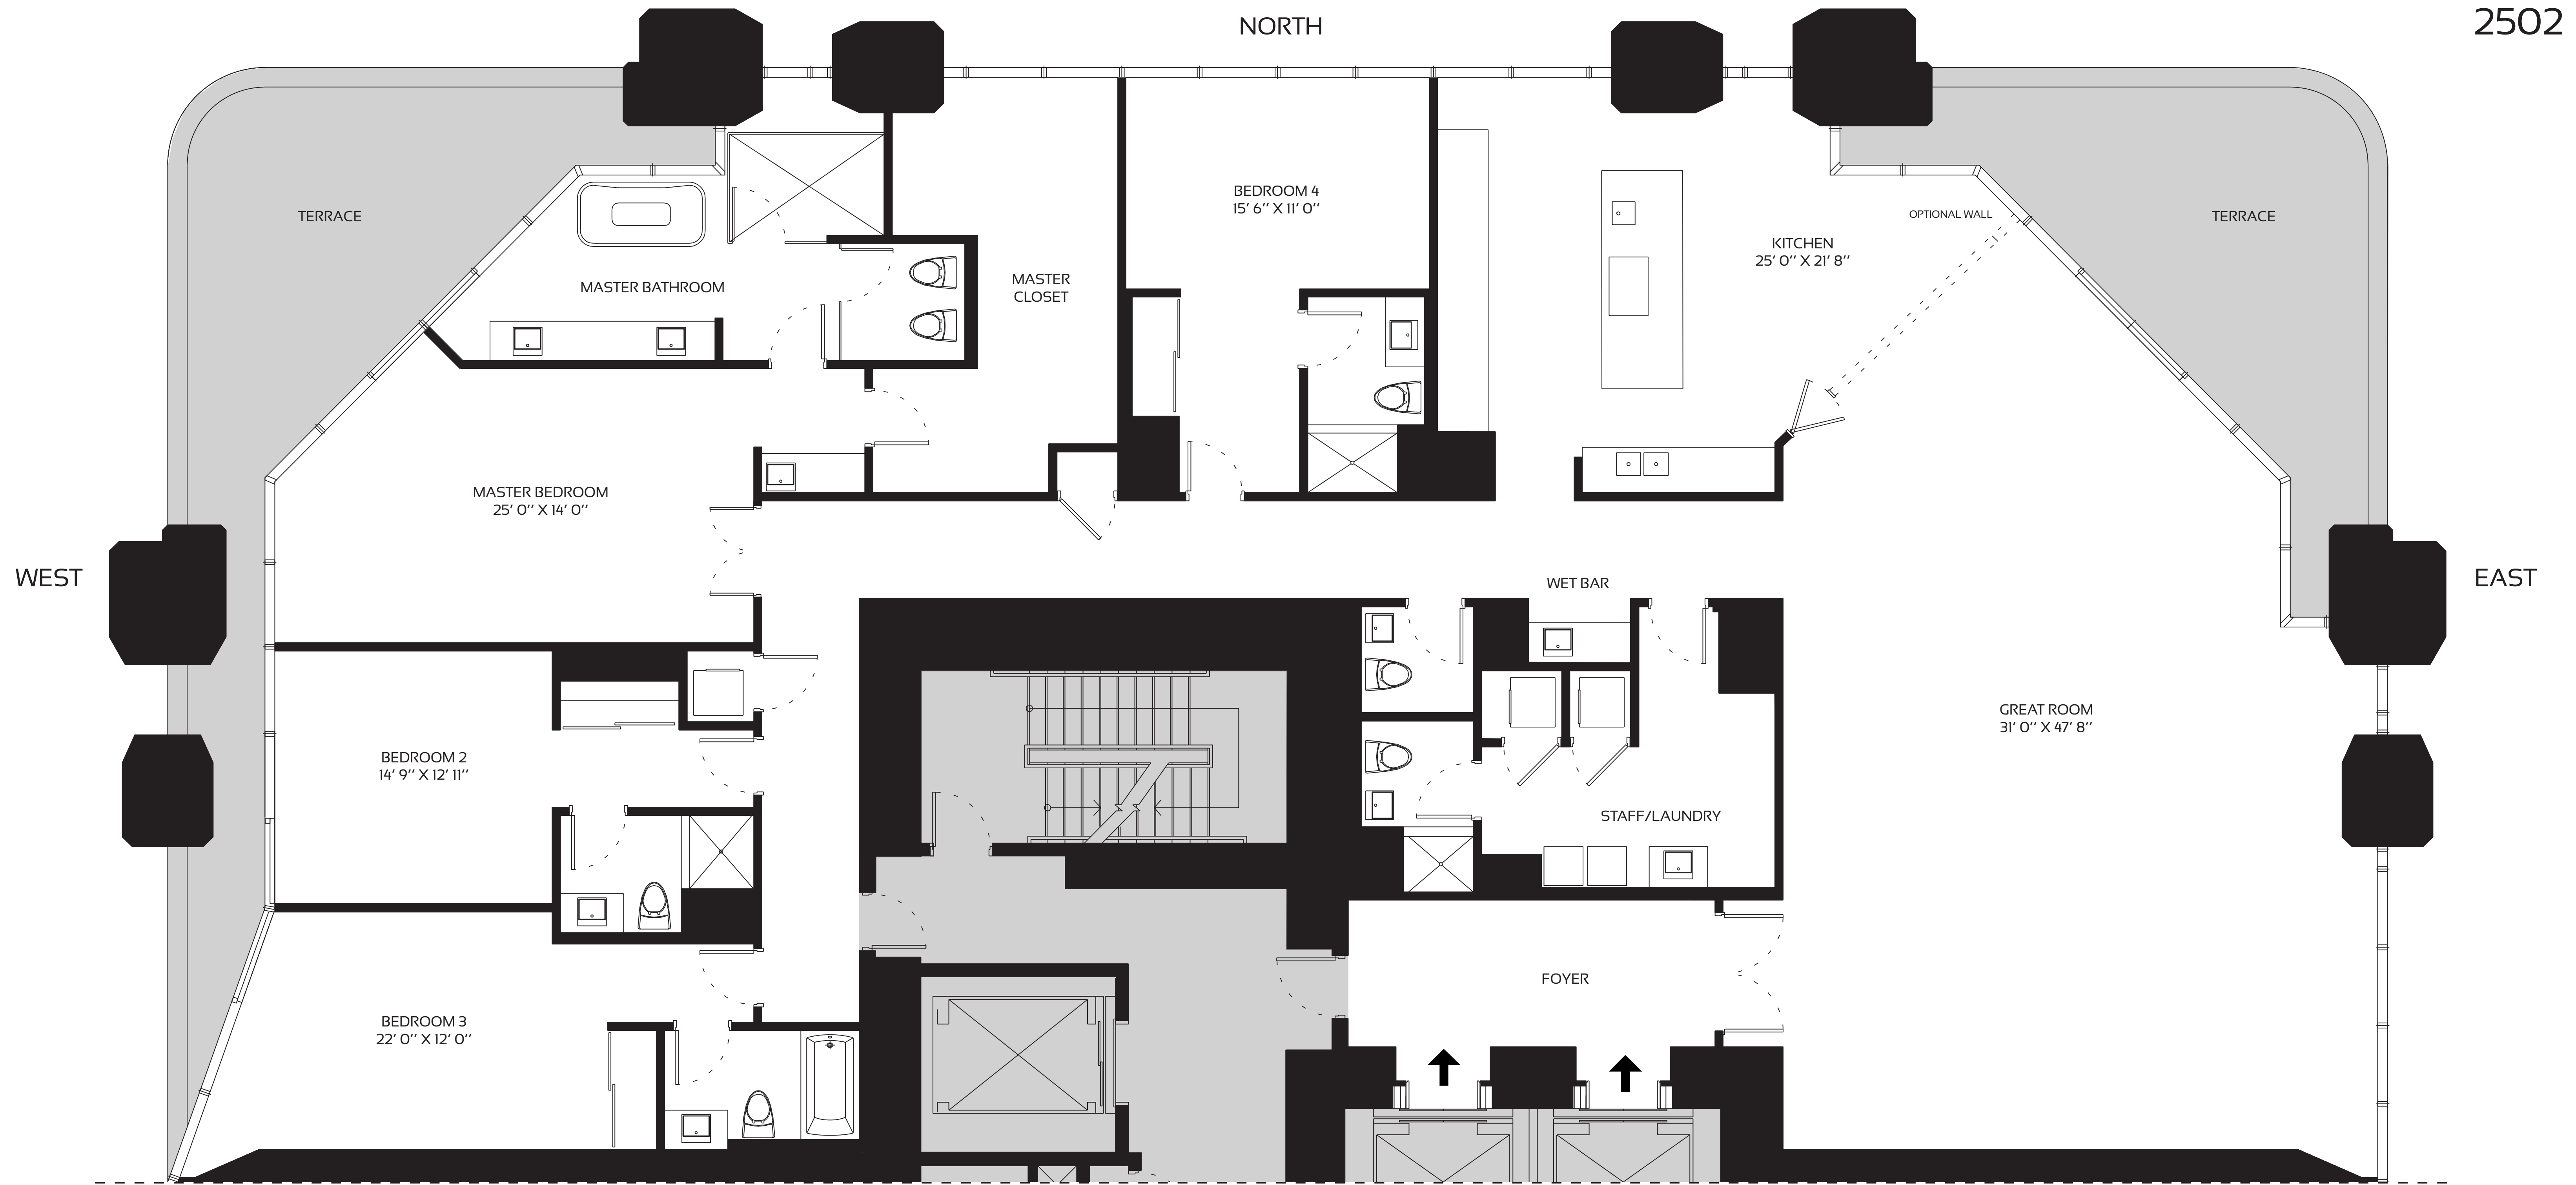 NORTH
2502
TERRACE
BEDROOM 4
15’ 6’’ X 11’ 0’’
OPTIONAL WALL
TERRACE
KITCHEN
25’ 0’’ X 21’ 8’’
MASTER BATHROOM
MASTER
CLOSET
MASTER BEDROOM
25’ 0’’ X 14’ 0’’
WEST
WET BAR
EAST
GREAT ROOM
31’ 0’’ X 47’ 8’’
BEDROOM 2
14’ 9’’ X 12’ 11’’
STAFF/LAUNDRY
FOYER
BEDROOM 3
22’ 0’’ X 12’ 0’’